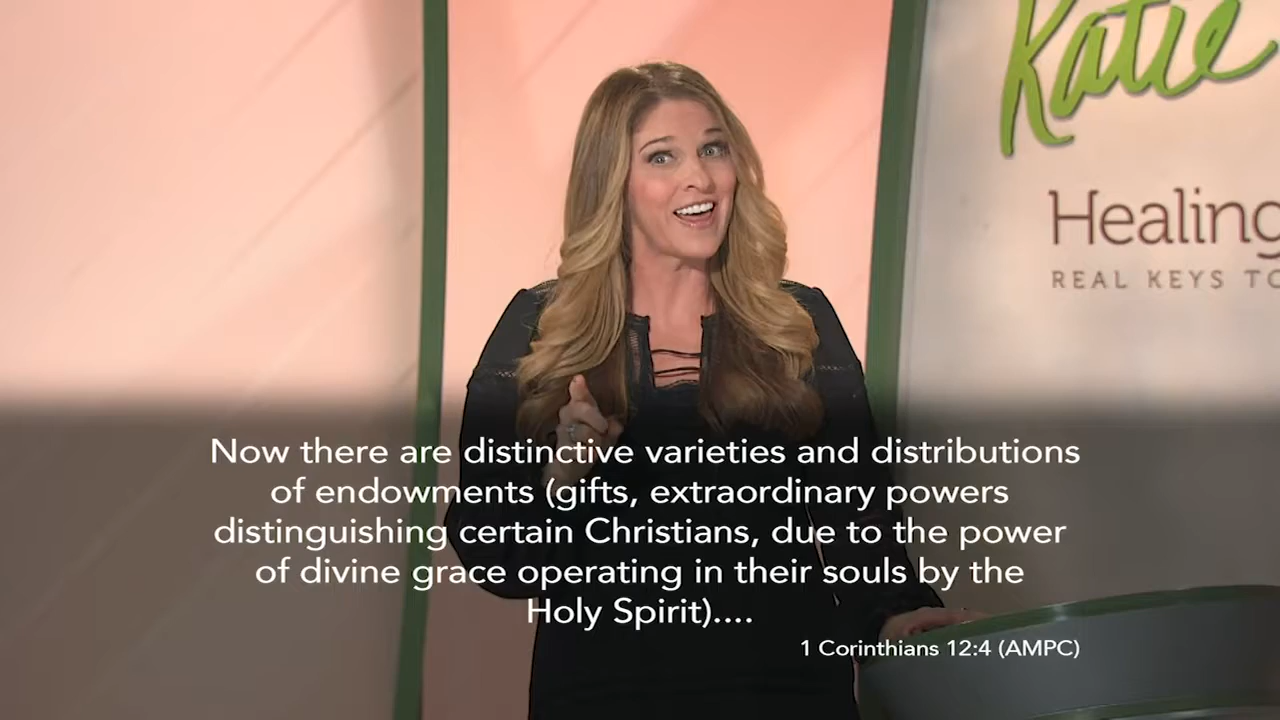 Katie
Healing
REAL KEYS TO
Now there are distinctive varieties and distributions
of endowments (gifts, extraordinary powers
distinguishing certain Christians, due to the power
of divine grace operating in their souls by the
Holy Spirit)....
1 Corinthians 12:4 (AMPC)